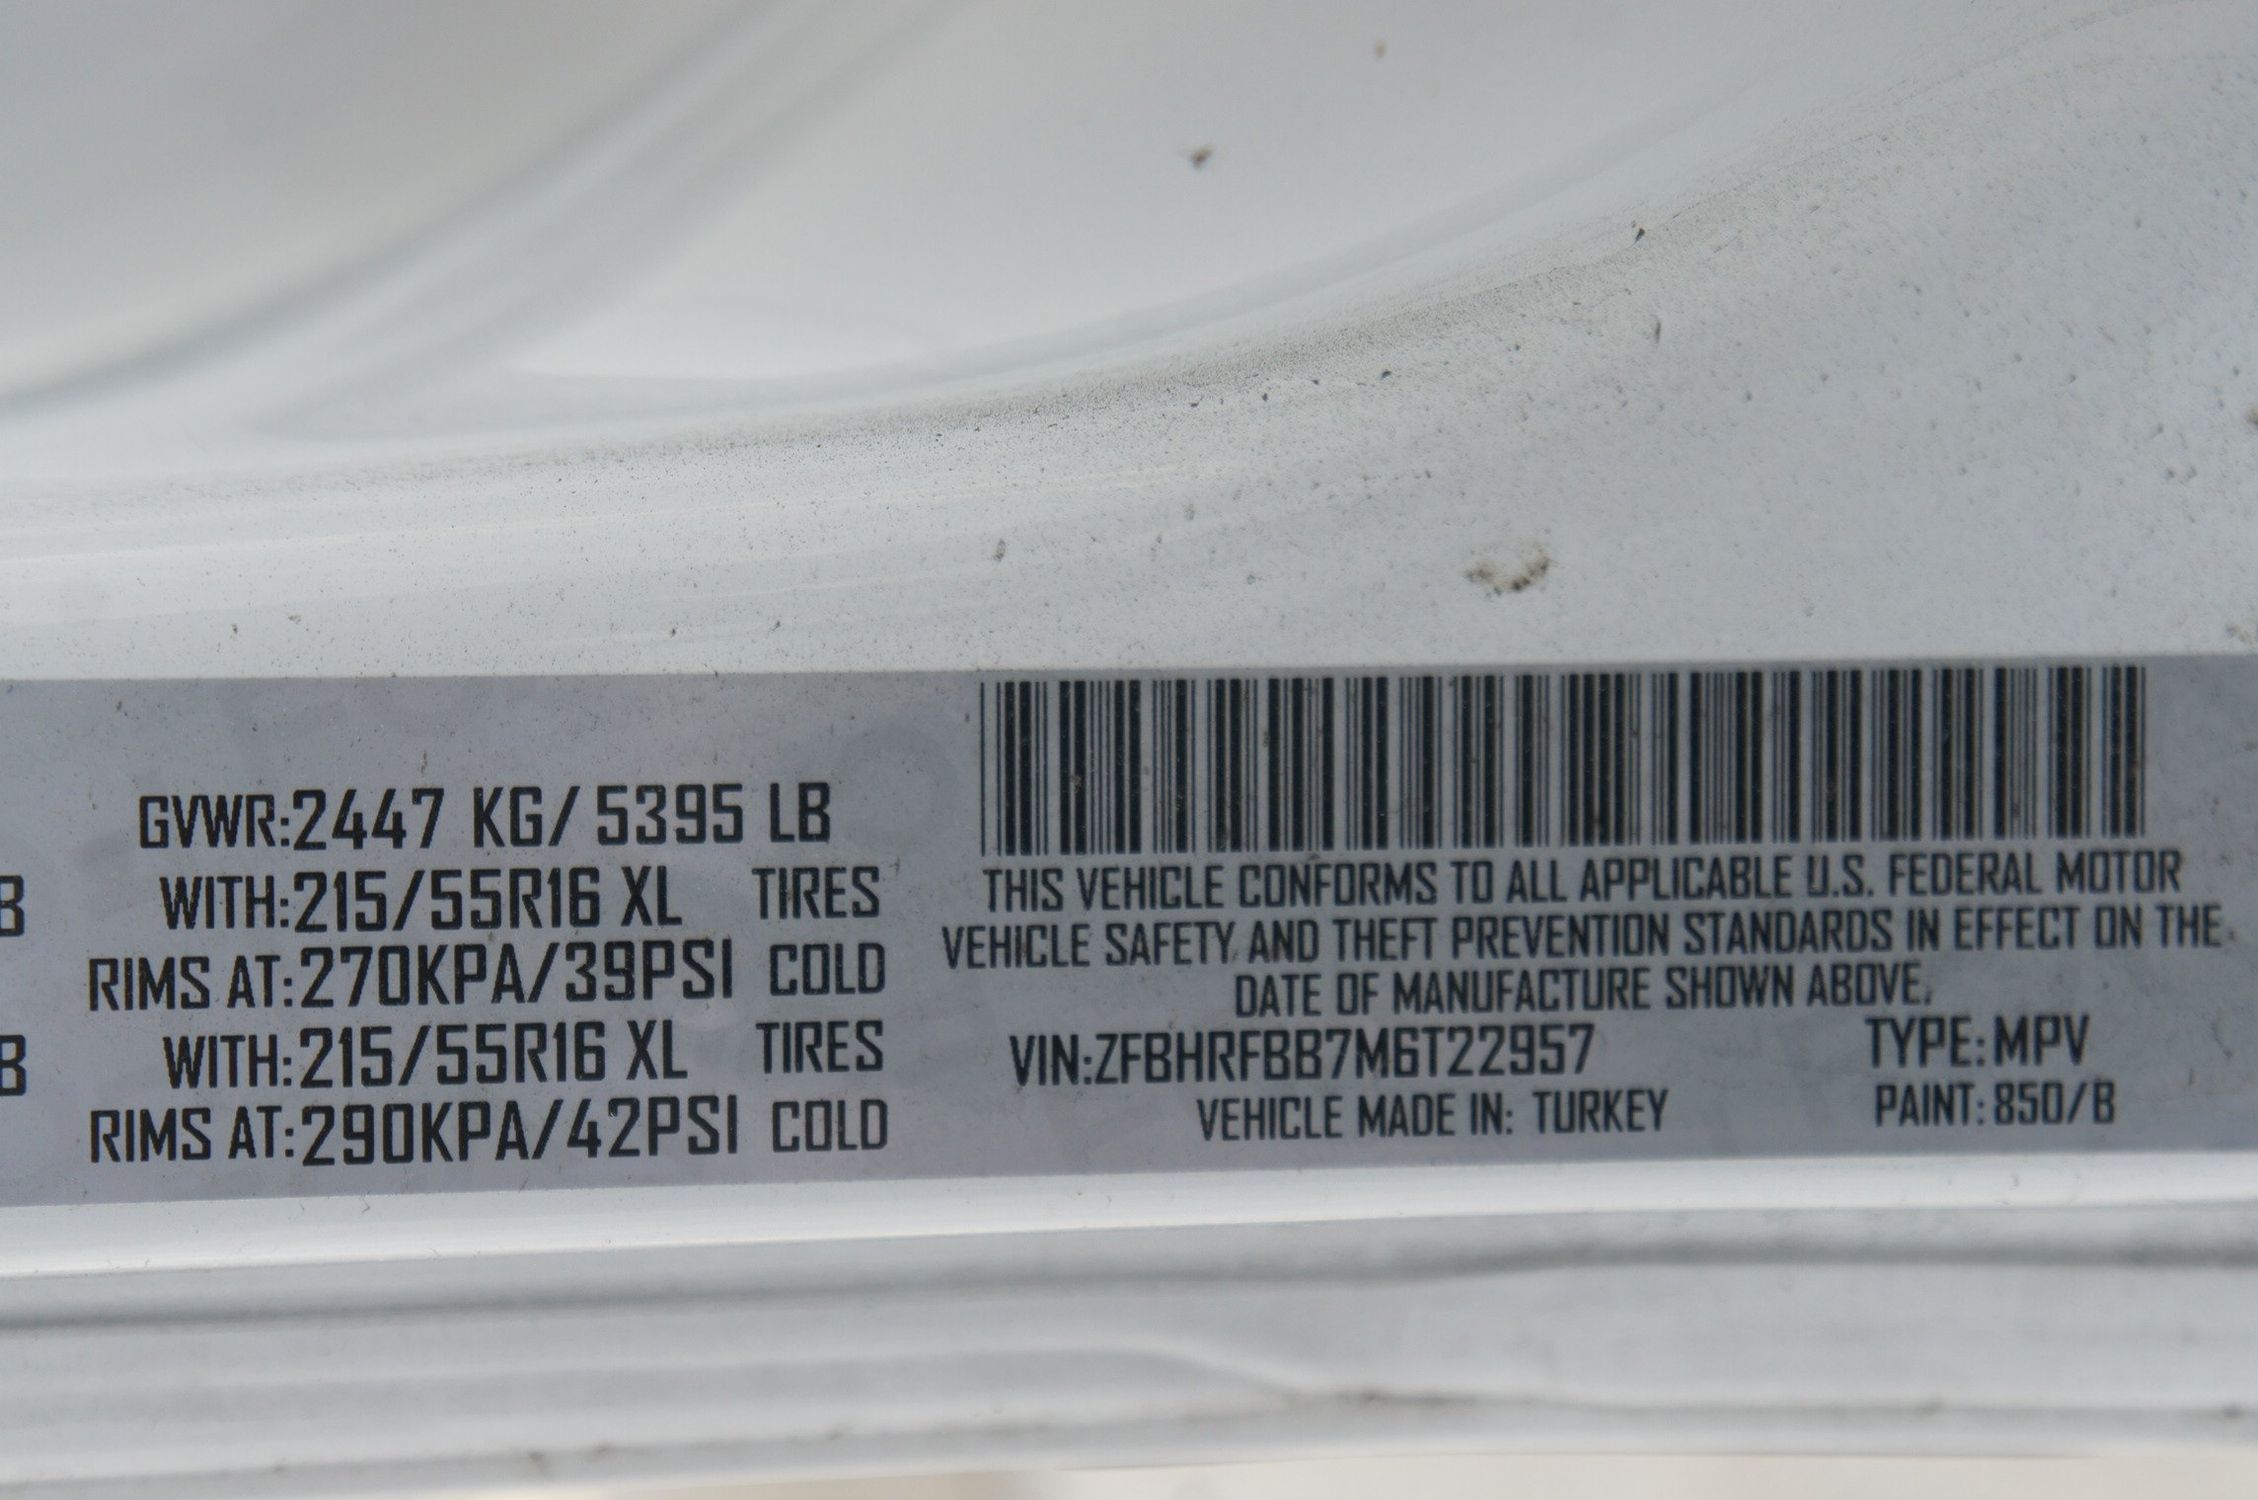 GVWR:2447 KG/ 5395 LB
B WITH:215/55R16 XL TIRES
RIMS AT:270KPA/39PSI COLD
B WITH:215/55R16 XL TIRES
RIMS AT:290KPA/42PSI COLD
THIS VEHICLE CONFORMS TO ALL APPLICABLE U.S. FEDERAL MOTOR
VEHICLE SAFETY AND THEFT PREVENTION STANDARDS IN EFFECT ON THE
DATE OF MANUFACTURE SHOWN ABOVE.
VIN:ZFBHRFBB7M6T22957 TYPE:MPV
VEHICLE MADE IN: TURKEY PAINT:850/B